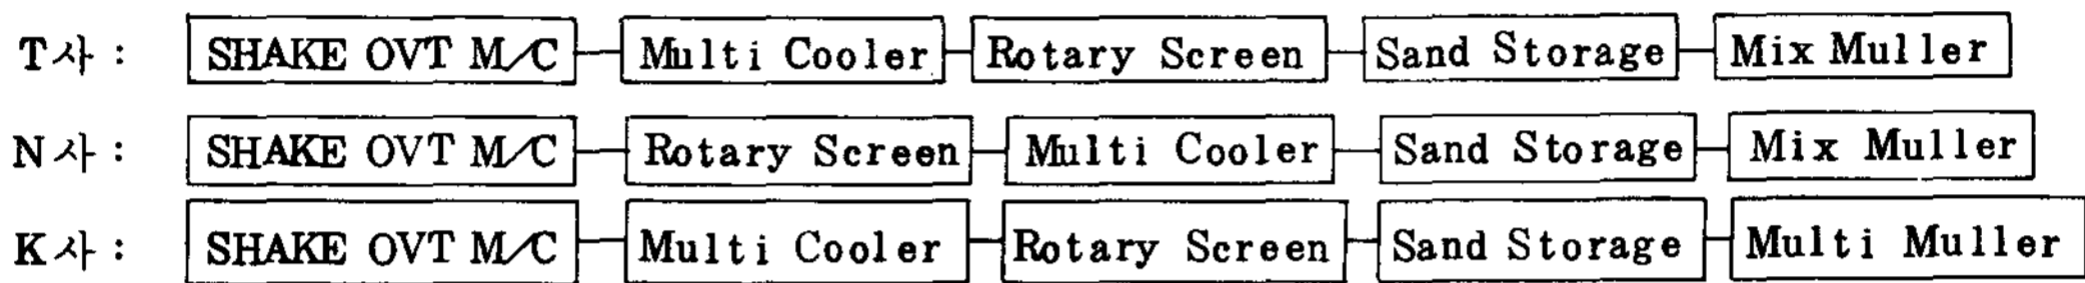 T사 : SHAKE OVT M/C Multi Cooler Rotary Screen Sand Storage Mix Muller
N사 : SHAKE OVT M/C Rotary Screen Multi Cooler Sand Storage Mix Muller
K사 : SHAKE OVT M/C Multi Cooler Rotary Screen Sand Storage Multi Muller